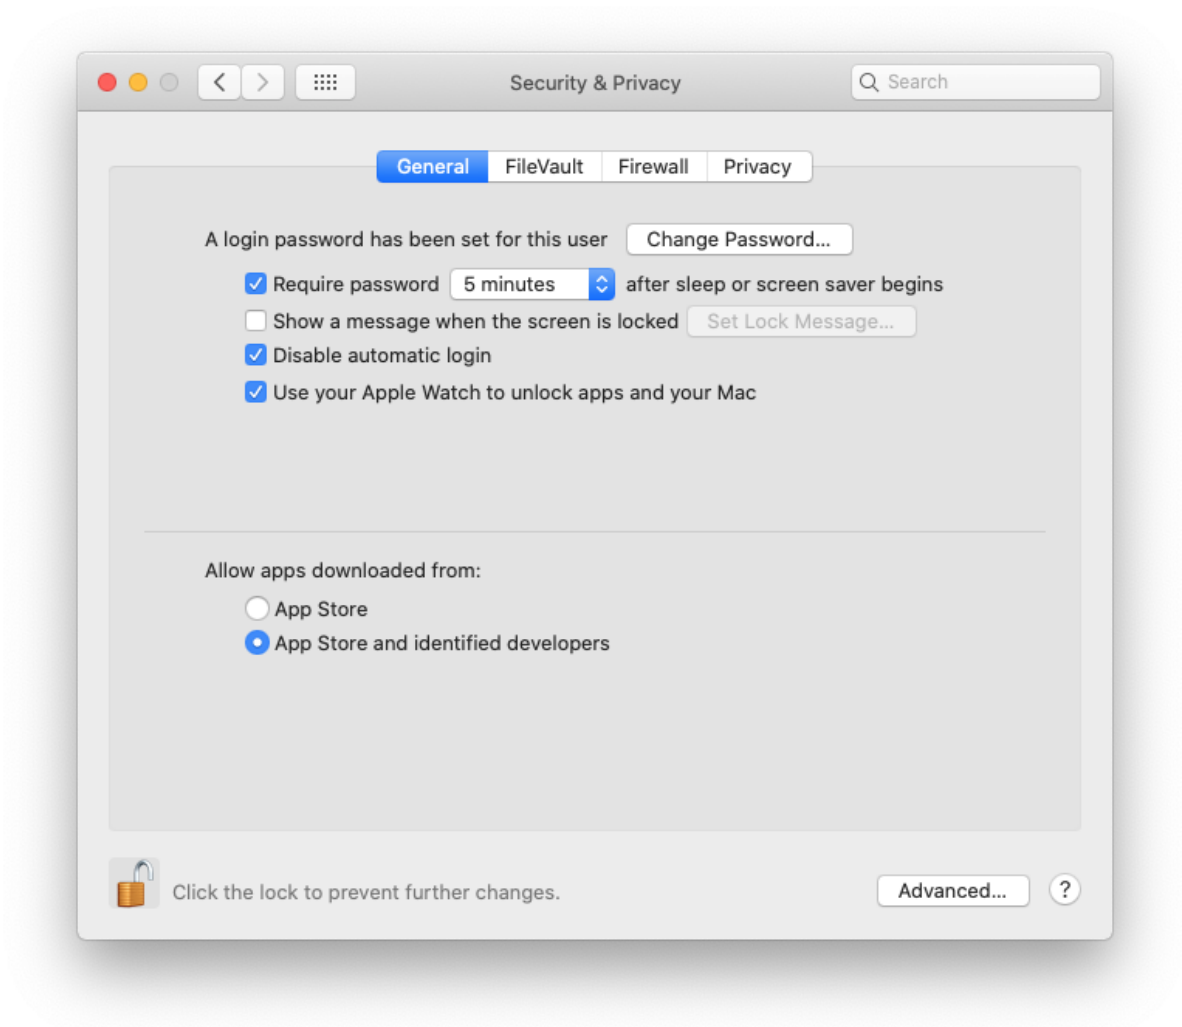 Security & Privacy
Search
General FileVault Firewall Privacy
A login password has been set for this user Change Password...
Require password 5 minutes after sleep or screen saver begins
Show a message when the screen is locked Set Lock Message...
Disable automatic login
Use your Apple Watch to unlock apps and your Mac
Allow apps downloaded from:
App Store
App Store and identified developers
Click the lock to prevent further changes.
Advanced... ?